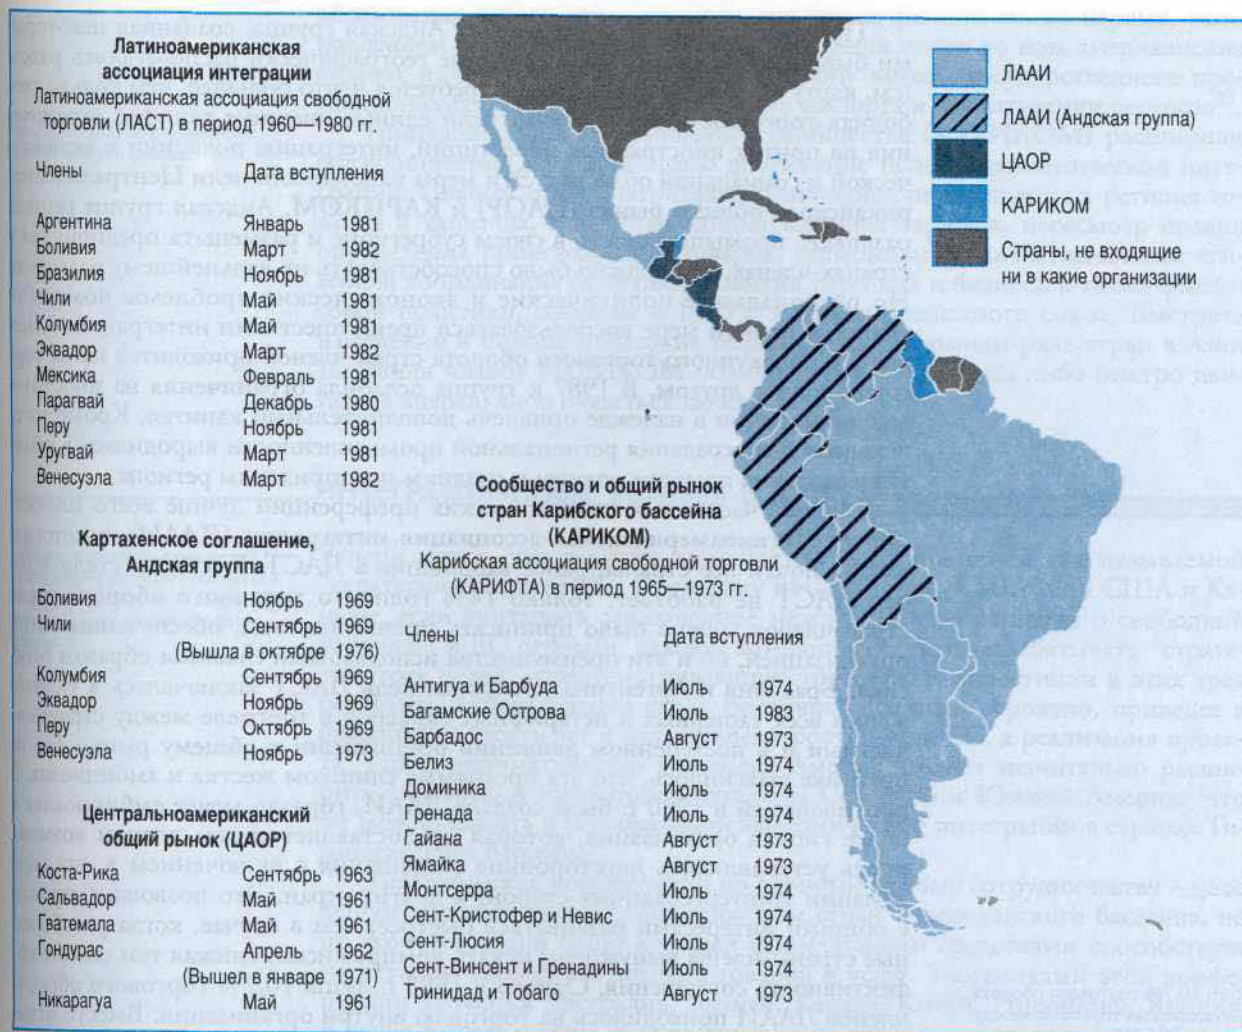 Латиноамериканская
ассоциация интеграции
Латиноамериканская ассоциация свободной
торговли (ЛАСТ) в период 1960—1980 гг.
Члены Дата вступления
Аргентина Январь 1981
Боливия Март 1982
Бразилия Ноябрь 1981
Чили Май 1981
Колумбия Май 1981
Эквадор Март 1982
Мексика Февраль 1981
Парагвай Декабрь 1980
Перу Ноябрь 1981
Уругвай Март 1981
Венесуэла Март 1982
Картахенское соглашение,
Андская группа
Боливия Ноябрь 1969
Чили Сентябрь 1969
(Вышла в октябре 1976)
Колумбия Сентябрь 1969
Эквадор Ноябрь 1969
Перу Октябрь 1969
Венесуэла Ноябрь 1973
Центральноамериканский
общий рынок (ЦАОР)
Коста-Рика Сентябрь 1963
Сальвадор Май 1961
Гватемала Май 1961
Гондурас Апрель 1962
(Вышел в январе 1971)
Никарагуа Май 1961
Сообщество и общий рынок
стран Карибского бассейна
(КАРИКОМ)
Карибская ассоциация свободной торговли
(КАРИФТА) в период 1965—1973 гг.
Члены Дата вступления
Антигуа и Барбуда Июль 1974
Багамские Острова Июль 1983
Барбадос Август 1973
Белиз Июль 1974
Доминика Июль 1974
Гренада Июль 1974
Гайана Август 1973
Ямайка Август 1973
Монтсерра Июль 1974
Сент-Кристофер и Невис Июль 1974
Сент-Люсия Июль 1974
Сент-Винсент и Гренадины Июль 1974
Тринидад и Тобаго Август 1973
ЛААИ
ЛААИ (Андская группа)
ЦАОР
КАРИКОМ
Страны, не входящие
ни в какие организации